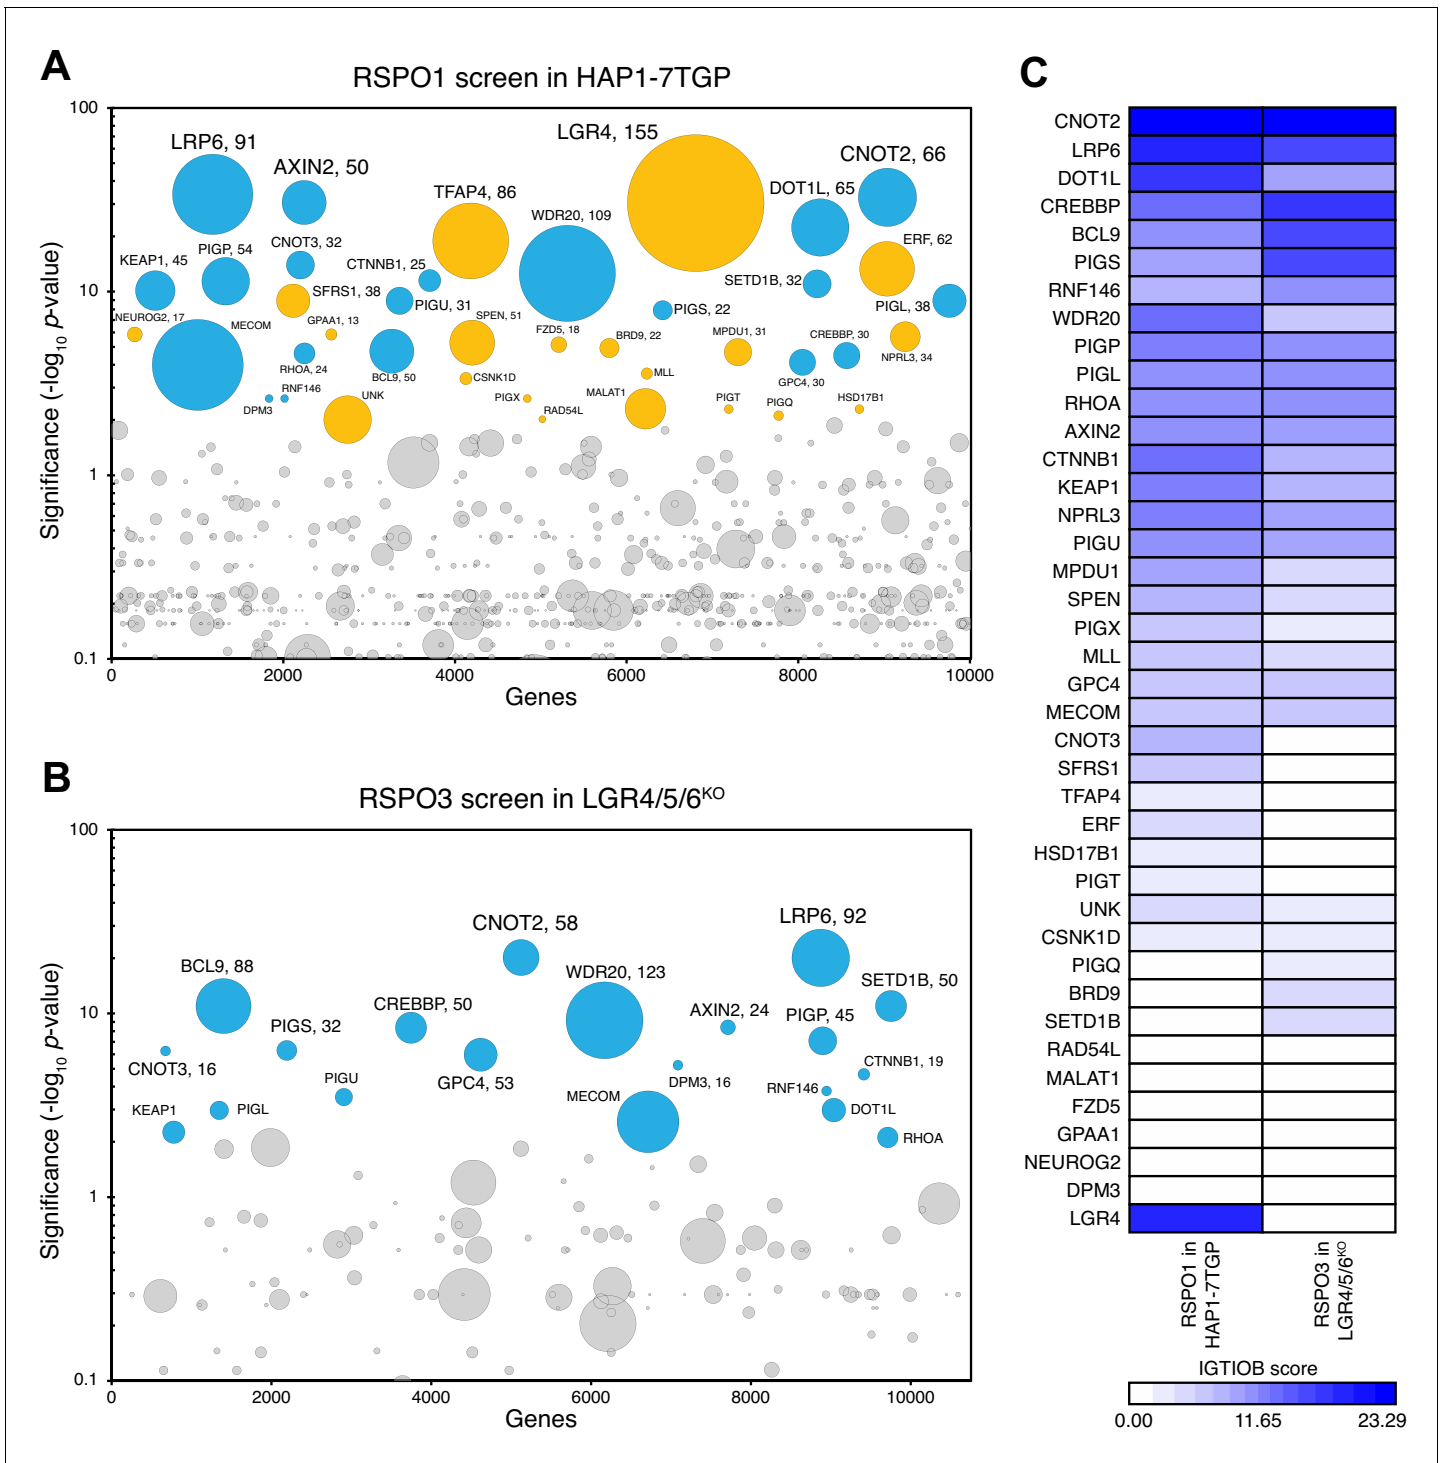 A
RSPO1 screen in HAP1-7TGP
Significance (-log10 p-value)
100
10
1
0.1
LRP6, 91
AXIN2, 50
LGR4, 155
CNOT2, 66
TFAP4, 86
DOT1L, 65
WDR20, 109
KEAP1, 45
PIGP, 54
CNOT3, 32
CTNNB1, 25
ERF, 62
SETD1B, 32
SFRS1, 38
PIGU, 31
PIGS, 22
PIGL, 38
NEUROG2, 17
MECOM
GPAA1, 13
SPEN, 51
FZD5, 18
BRD9, 22
MPDU1, 31
CREBBP, 30
NPRL3, 34
RHOA, 24
BCL9, 50
CSNK1D
MLL
GPC4, 30
DPM3
RNF146
UNK
PIGX
RAD54L
MALAT1
PIGT
PIGQ
HSD17B1
0
2000
4000
6000
8000
10000
Genes
B
RSPO3 screen in LGR4/5/6KO
Significance (-log10 p-value)
100
10
1
0.1
CNOT2, 58
LRP6, 92
BCL9, 88
WDR20, 123
SETD1B, 50
CREBBP, 50
AXIN2, 24
PIGP, 45
PIGS, 32
CNOT3, 16
GPC4, 53
CTNNB1, 19
DPM3, 16
PIGU
RNF146
MECOM
KEAP1
PIGL
DOT1L
RHOA
0
2000
4000
6000
8000
10000
Genes
C
CNOT2
LRP6
DOT1L
CREBBP
BCL9
PIGS
RNF146
WDR20
PIGP
PIGL
RHOA
AXIN2
CTNNB1
KEAP1
NPRL3
PIGU
MPDU1
SPEN
PIGX
MLL
GPC4
MECOM
CNOT3
SFRS1
TFAP4
ERF
HSD17B1
PIGT
UNK
CSNK1D
PIGQ
BRD9
SETD1B
RAD54L
MALAT1
FZD5
GPAA1
NEUROG2
DPM3
LGR4
RSPO1 in
HAP1-7TGP
RSPO3 in
LGR4/5/6KO
IGTIOB score
0.00
11.65
23.29